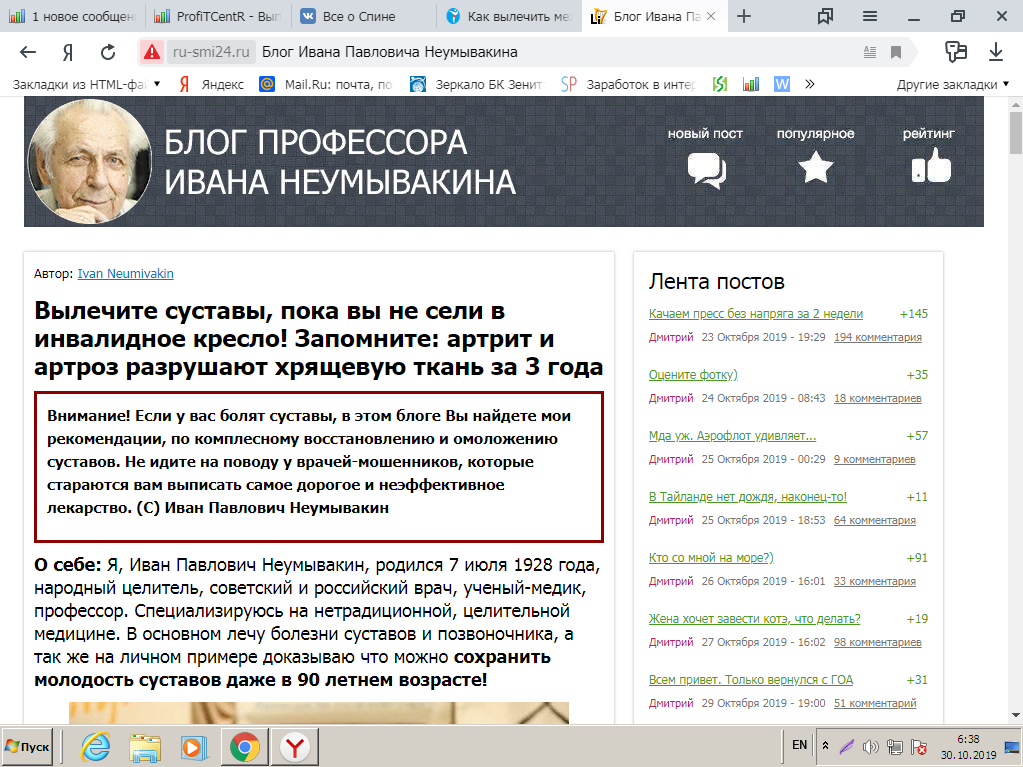 1 новое сообщен
ProfiTCentR - Вып
Все о Спине
Как вылечить ме
Блог Ивана Па
ru-smi24.ru Блог Ивана Павловича Неумывакина
Закладки из HTML-фа
Яндекс
Mail.Ru: почта, по
Зеркало БК Зенит
Заработок в интер
Другие закладки
БЛОГ ПРОФЕССОРА
ИВАНА НЕУМЫВАКИНА
новый пост
популярное
рейтинг
Автор: Ivan Neumivakin
Вылечите суставы, пока вы не сели в
инвалидное кресло! Запомните: артрит и
артроз разрушают хрящевую ткань за 3 года
Внимание! Если у вас болят суставы, в этом блоге Вы найдете мои
рекомендации, по комплесному восстановлению и омоложению
суставов. Не идите на поводу у врачей-мошенников, которые
стараются вам выписать самое дорогое и неэффективное
лекарство. (С) Иван Павлович Неумывакин
О себе: Я, Иван Павлович Неумывакин, родился 7 июля 1928 года,
народный целитель, советский и российский врач, ученый-медик,
профессор. Специализируюсь на нетрадиционной, целительной
медицине. В основном лечу болезни суставов и позвоночника, а
так же на личном примере доказываю что можно сохранить
молодость суставов даже в 90 летнем возрасте!
Лента постов
Качаем пресс без напряга за 2 недели +145
Дмитрий 23 Октября 2019 - 19:29 194 комментария
Оцените фотку) +35
Дмитрий 24 Октября 2019 - 08:43 18 комментариев
Мда уж. Аэрофлот удивляет... +57
Дмитрий 25 Октября 2019 - 00:29 9 комментариев
В Тайланде нет дождя, наконец-то! +11
Дмитрий 25 Октября 2019 - 18:53 64 комментария
Кто со мной на море?) +91
Дмитрий 26 Октября 2019 - 16:01 33 комментария
Жена хочет завести котэ, что делать? +19
Дмитрий 27 Октября 2019 - 16:02 98 комментариев
Всем привет. Только вернулся с ГОА +31
Дмитрий 29 Октября 2019 - 19:00 51 комментарий
Пуск
EN
6:38
30.10.2019